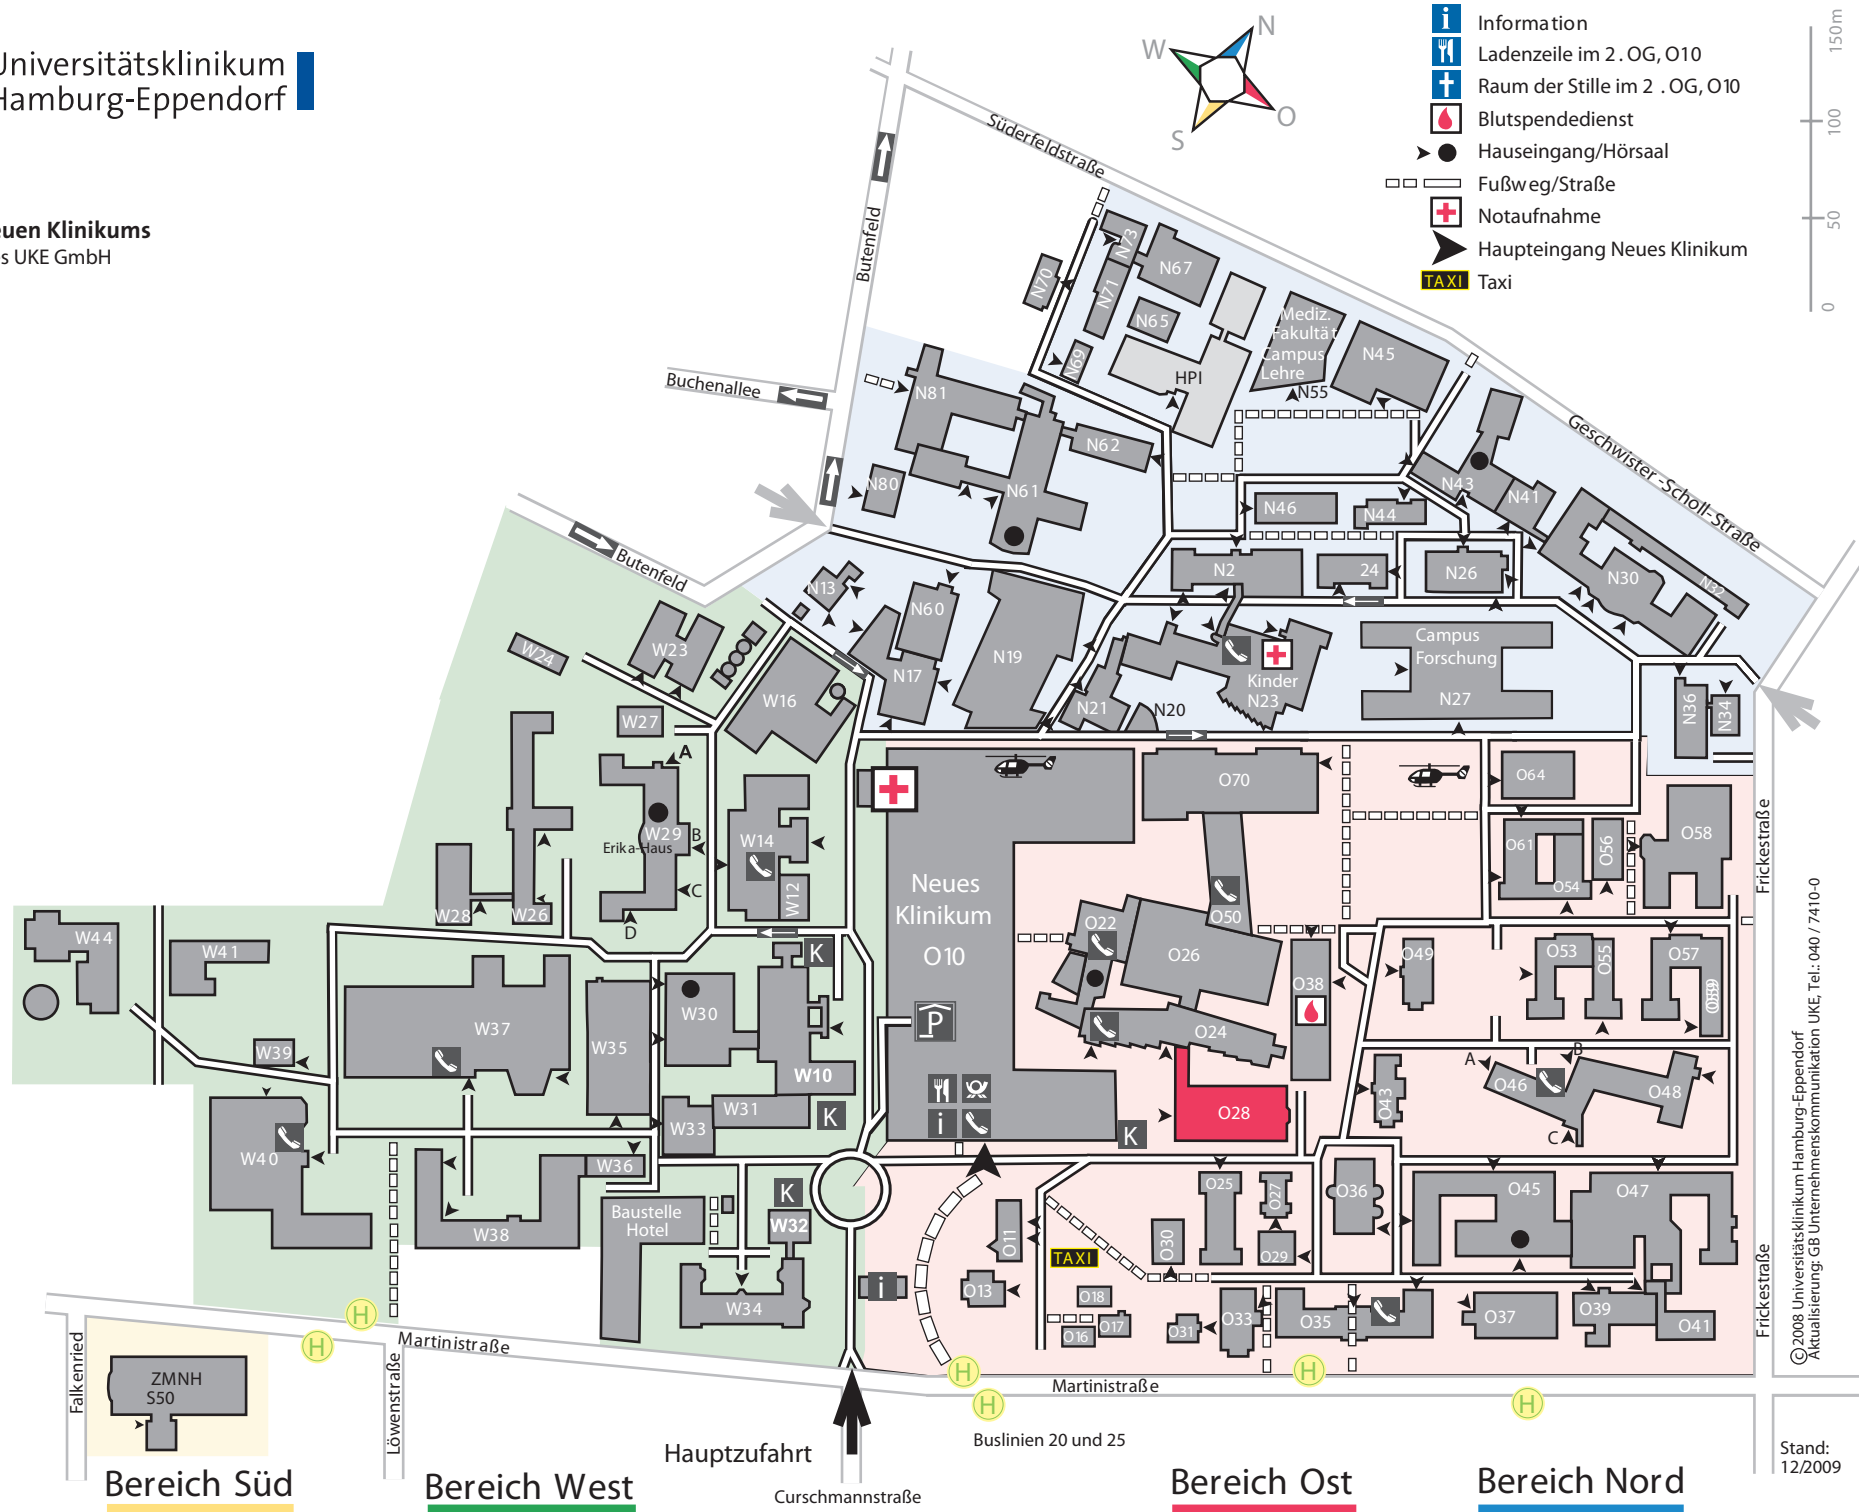 Universitätsklinikum
Hamburg-Eppendorf
euen Klinikums
es UKE GmbH
N
W
O
S
i Information
Ladenzeile im 2. OG, O10
Raum der Stille im 2. OG, O10
Blutspendedienst
Hauseingang/Hörsaal
Fußweg/Straße
Notaufnahme
Haupteingang Neues Klinikum
TAXI Taxi
150m
100
50
0
Süderfeldstraße
Butenfeld
Buchenallee
Butenfeld
Geschwister-Scholl-Straße
N73
N67
N70
N71
N65
N69
HPI
Mediz.
Fakultät
Campus
Lehre
N55
N45
N81
N62
N80
N61
N43
N41
N46
N44
N2
24
N26
N30
N32
N13
N60
N17
N19
N21
N20
Kinder
N23
Campus
Forschung
N27
N36
N34
W24
W23
W16
W27
A
W29
Erika-Haus
B
C
D
W14
W12
W28
W26
W44
W41
W37
W39
W35
W30
W10
W31
W33
W40
W36
W38
Baustelle
Hotel
W32
W34
K
K
K
K
Neues
Klinikum
O10
P
i
i
O70
O50
O22
O26
O24
O38
O28
O64
O61
O54
O56
O58
O49
O53
O55
O57
O59
O43
A
B
C
O46
O48
O36
O45
O47
O25
O27
O29
O30
O11
O13
TAXI
O18
O16
O17
O31
O33
O35
O37
O39
O41
Frickestraße
Frickestraße
©2008 Universitätsklinikum Hamburg-Eppendorf
Aktualisierung: GB Unternehmenskommunikation UKE, Tel.: 040 / 7410-0
H
H
H
H
H
H
Martinistraße
Martinistraße
Falkenried
Löwenstraße
ZMNH
S50
Hauptzufahrt
Curschmannstraße
Buslinien 20 und 25
Stand:
12/2009
Bereich Süd
Bereich West
Bereich Ost
Bereich Nord